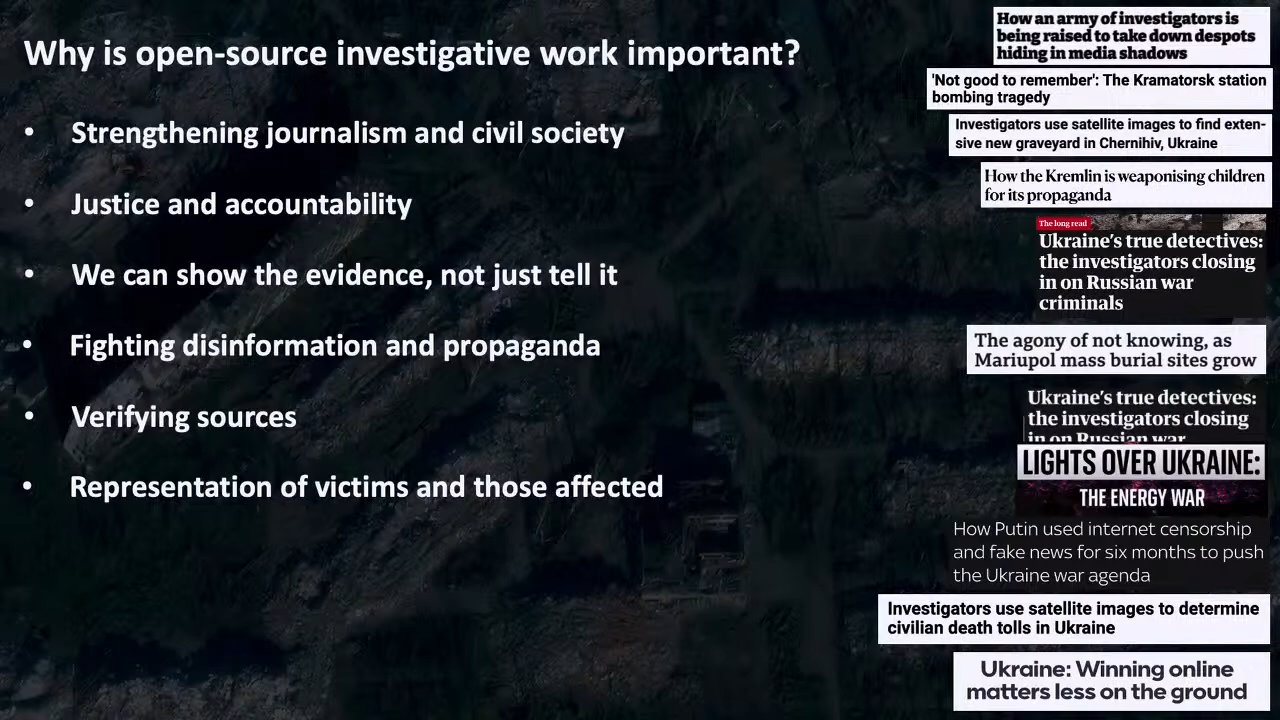 Why is open-source investigative work important?
• Strengthening journalism and civil society
• Justice and accountability
• We can show the evidence, not just tell it
• Fighting disinformation and propaganda
• Verifying sources
• Representation of victims and those affected
How an army of investigators is
being raised to take down despots
hiding in media shadows
'Not good to remember': The Kramatorsk station
bombing tragedy
Investigators use satellite images to find exten-
sive new graveyard in Chernihiv, Ukraine
How the Kremlin is weaponising children
for its propaganda
The long read
Ukraine's true detectives:
the investigators closing
in on Russian war
criminals
The agony of not knowing, as
Mariupol mass burial sites grow
Ukraine's true detectives:
the investigators closing
in on Russian war
LIGHTS OVER UKRAINE:
THE ENERGY WAR
How Putin used internet censorship
and fake news for six months to push
the Ukraine war agenda
Investigators use satellite images to determine
civilian death tolls in Ukraine
Ukraine: Winning online
matters less on the ground